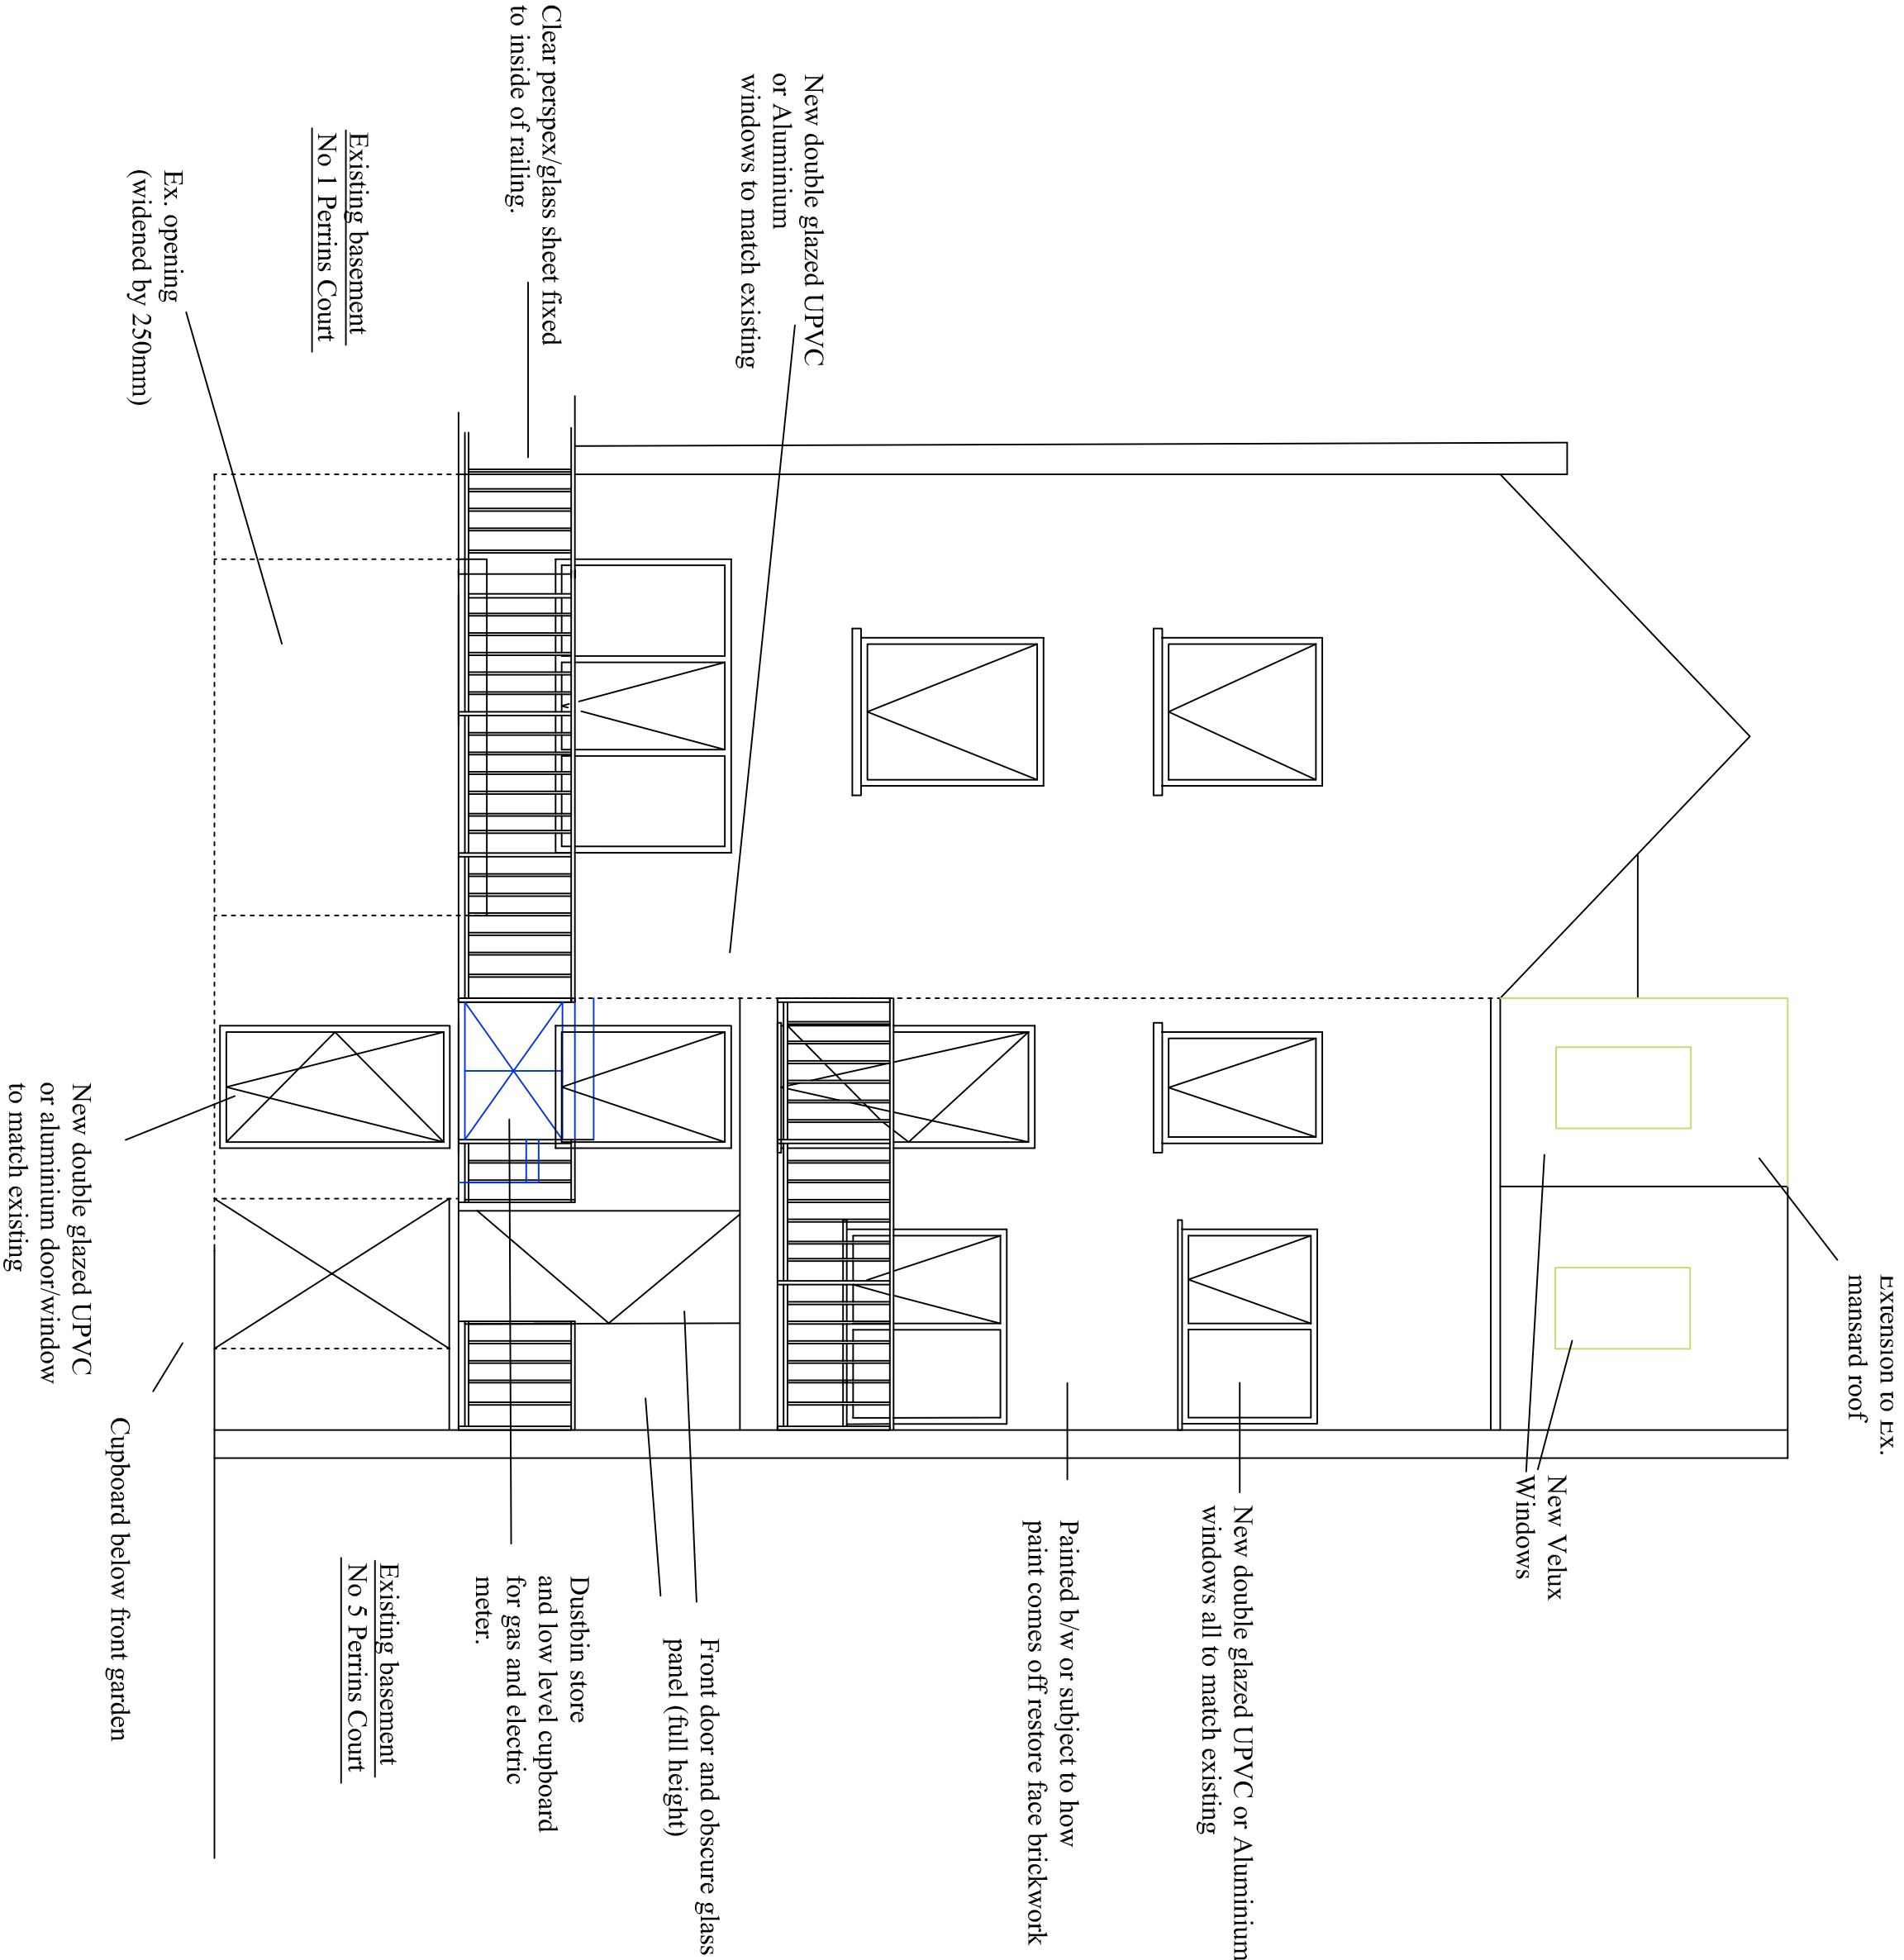 Extension to Ex.
mansard roof
New Velux
Windows
New double glazed UPVC or Aluminium
windows all to match existing
Painted b/w or subject to how
paint comes off restore face brickwork
New double glazed UPVC
or Aluminium
windows to match existing
Front door and obscure glass
panel (full height)
Clear perspex/glass sheet fixed
to inside of railing.
Dustbin store
and low level cupboard
for gas and electric
meter.
Existing basement
No 1 Perrins Court
Existing basement
No 5 Perrins Court
Ex. opening
(widened by 250mm)
Cupboard below front garden
New double glazed UPVC
or aluminium door/window
to match existing